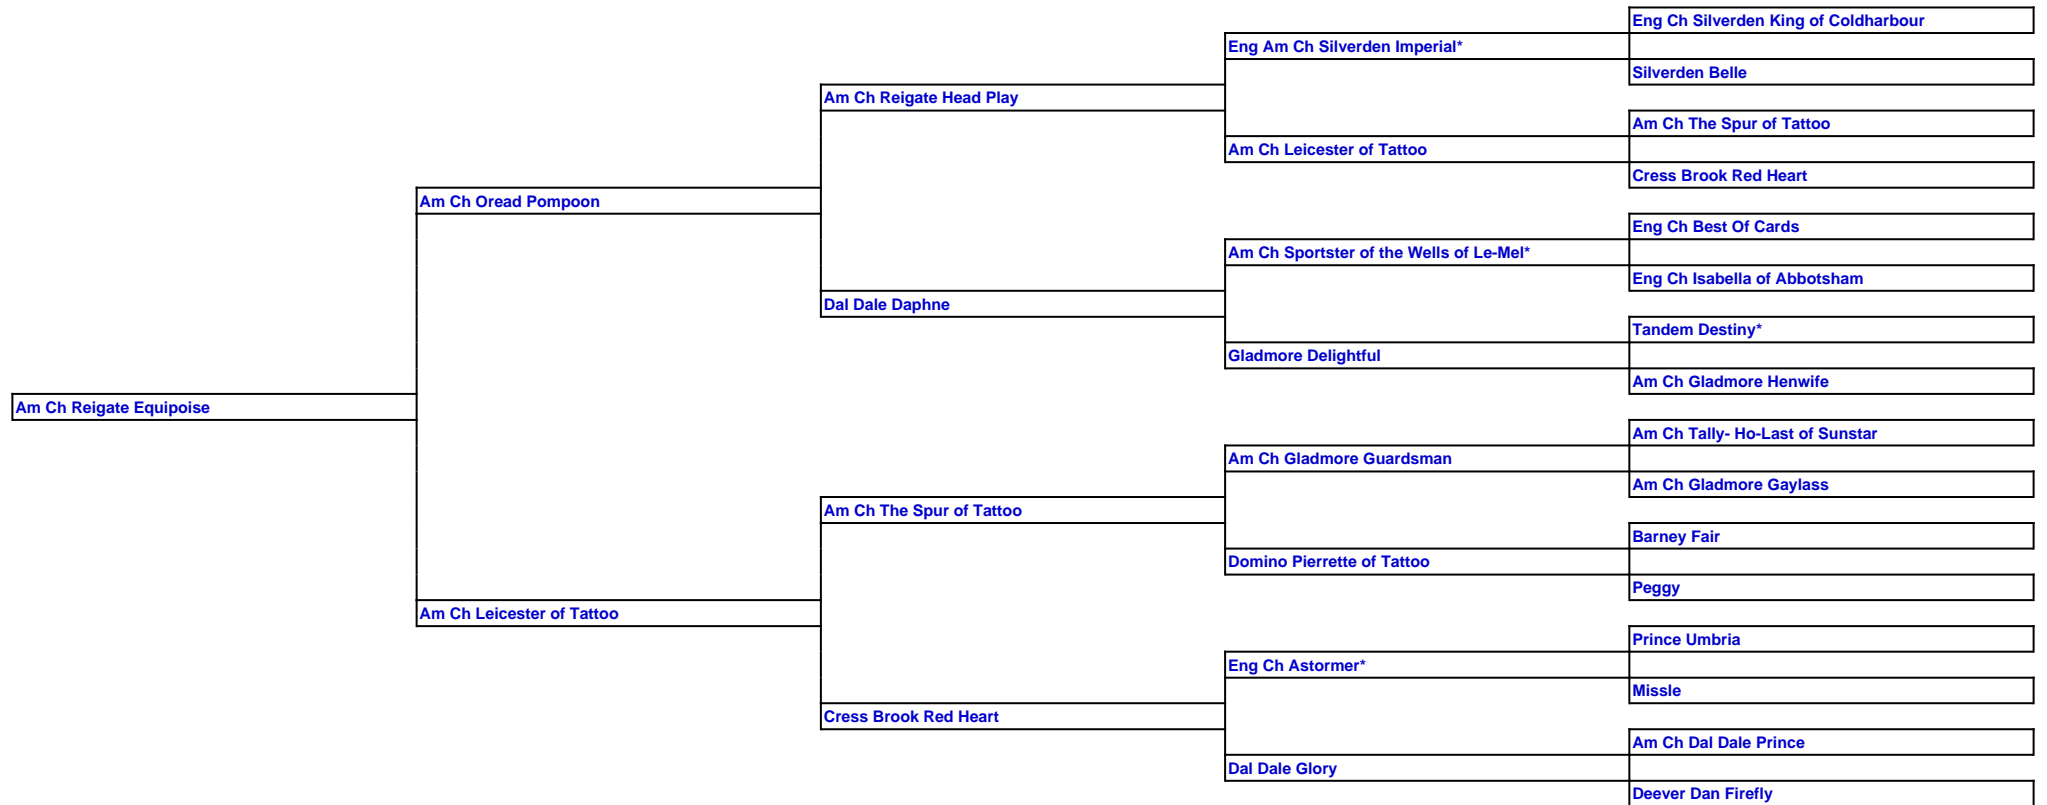 Eng Ch Silverden King of Coldharbour
Eng Am Ch Silverden Imperial*
Silverden Belle
Am Ch Reigate Head Play
Am Ch The Spur of Tattoo
Am Ch Leicester of Tattoo
Cress Brook Red Heart
Am Ch Oread Pompoon
Eng Ch Best Of Cards
Am Ch Sportster of the Wells of Le-Mel*
Eng Ch Isabella of Abbotsham
Dal Dale Daphne
Tandem Destiny*
Gladmore Delightful
Am Ch Gladmore Henwife
Am Ch Reigate Equipoise
Am Ch Tally- Ho-Last of Sunstar
Am Ch Gladmore Guardsman
Am Ch Gladmore Gaylass
Am Ch The Spur of Tattoo
Barney Fair
Domino Pierrette of Tattoo
Peggy
Am Ch Leicester of Tattoo
Prince Umbria
Eng Ch Astormer*
Missle
Cress Brook Red Heart
Am Ch Dal Dale Prince
Dal Dale Glory
Deever Dan Firefly